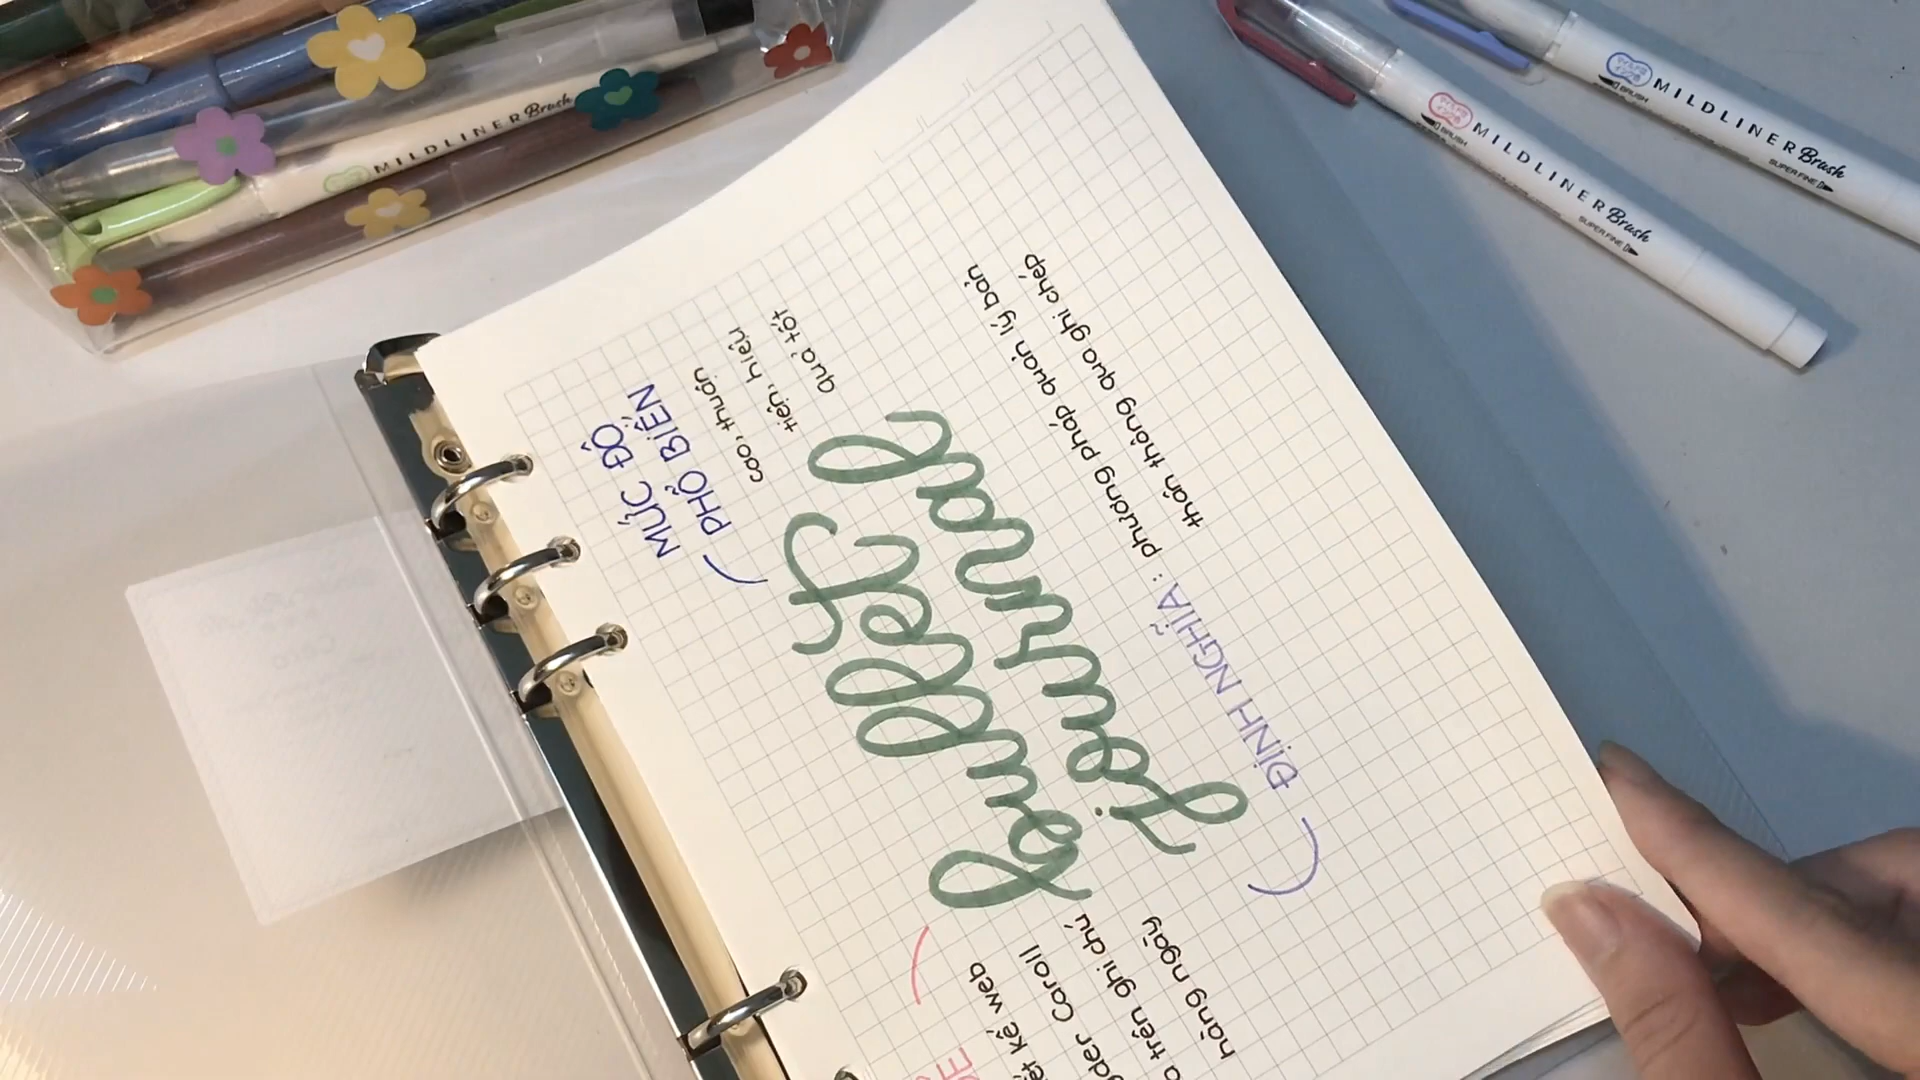 MILDLINER Brush
MILDLINER Brush
SUPER FINE
BRUSH
MILDLINER Brush
SUPER FINE
BRUSH
MỨC ĐỘ
PHỔ BIẾN
cao, thuận
tiện, hiệu
quả tốt
Bullet
Journal
ĐỊNH NGHĨA : phương pháp quản lý bản
thân thông qua ghi chép
kế web
Caroll
trên ghi chú
hàng ngày